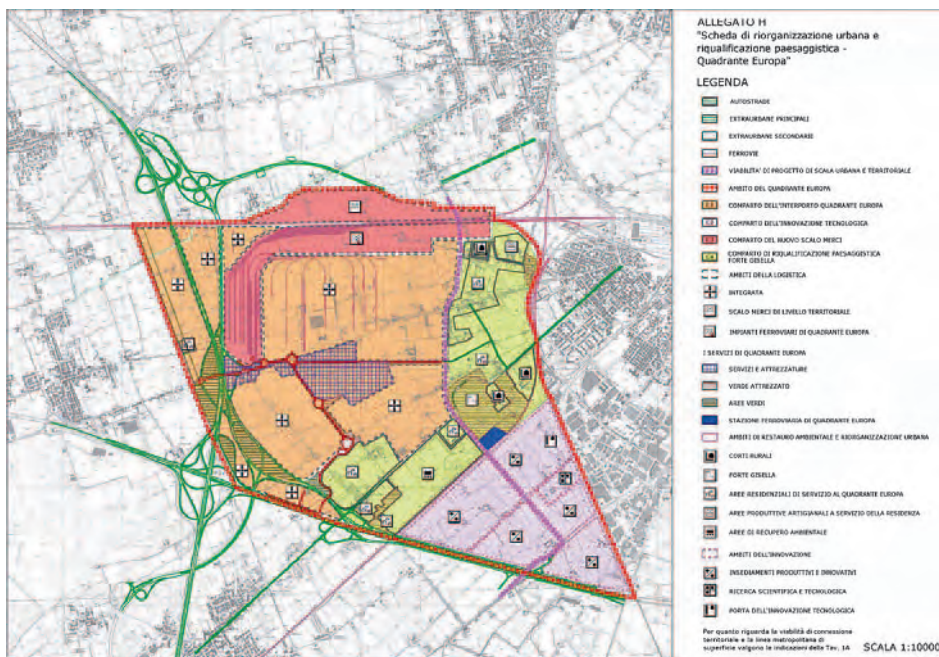 ALLEGATO H
"Scheda di riorganizzazione urbana e
riqualificazione paesaggistica -
Quadrante Europa"
LEGENDA
AUTOSTRADE
EXTRAURBANE PRINCIPALI
EXTRAURBANE SECONDARIE
FERROVIE
VIABILITA' DI PROGETTO DI SCALA URBANA E TERRITORIALE
AMBITO DEL QUADRANTE EUROPA
COMPARTO DELL'INTERPORTO QUADRANTE EUROPA
COMPARTO DELL'INNOVAZIONE TECNOLOGICA
COMPARTO DEL NUOVO SCALO MERCI
COMPARTO DI RIQUALIFICAZIONE PAESAGGISTICA
FORTE GISELLA
AMBITI DELLA LOGISTICA
INTEGRATA
SCALO MERCI DI LIVELLO TERRITORIALE
IMPIANTI FERROVIARI DI QUADRANTE EUROPA
I SERVIZI DI QUADRANTE EUROPA
SERVIZI E ATTREZZATURE
VERDE ATTREZZATO
AREE VERDI
STAZIONE FERROVIARIA DI QUADRANTE EUROPA
AMBITI DI RESTAURO AMBIENTALE E RIORGANIZZAZIONE URBANA
CORTI RURALI
FORTE GISELLA
AREE RESIDENZIALI DI SERVIZIO AL QUADRANTE EUROPA
AREE PRODUTTIVE ARTIGIANALI A SERVIZIO DELLA RESIDENZA
AREE DI RECUPERO AMBIENTALE
AMBITI DELL'INNOVAZIONE
INSEDIAMENTI PRODUTTIVI E INNOVATIVI
RICERCA SCIENTIFICA E TECNOLOGICA
PORTA DELL'INNOVAZIONE TECNOLOGICA
Per quanto riguarda la viabilità di connessione
territoriale e la linea metropolitana di
superficie valgono le indicazioni della Tav. 1A
SCALA 1:10000